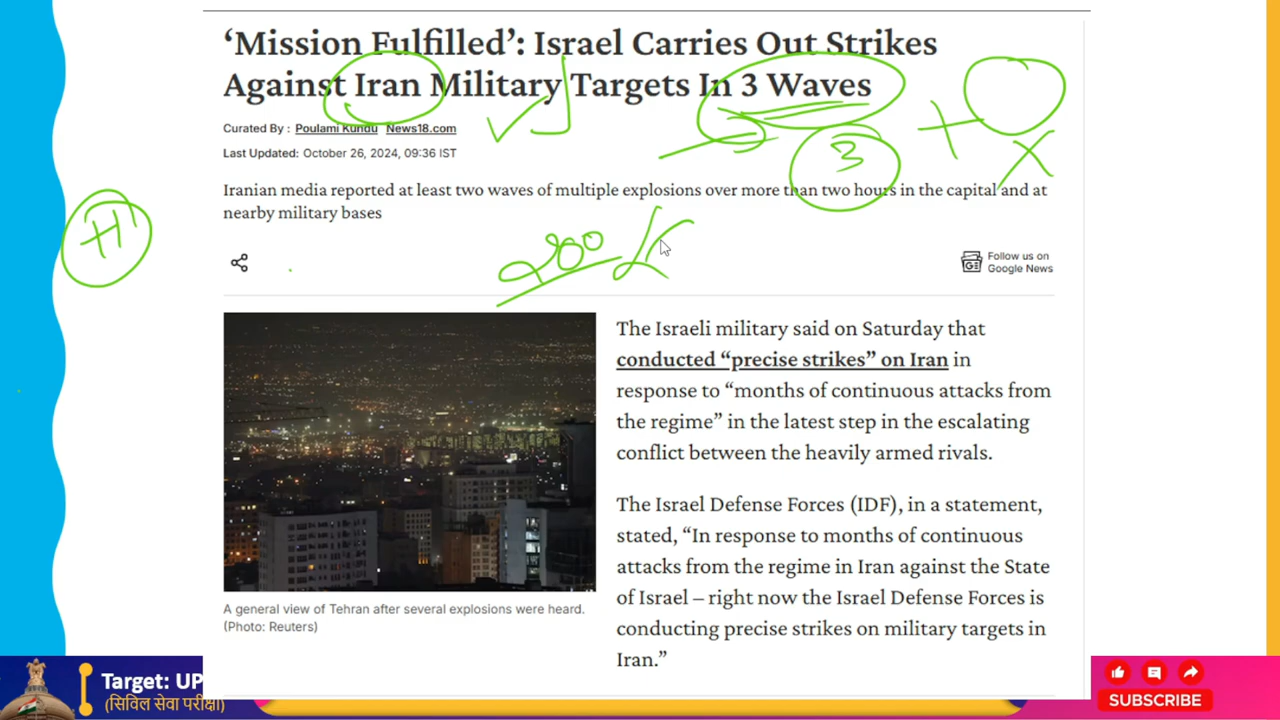 ‘Mission Fulfilled’: Israel Carries Out Strikes
Against Iran Military Targets In 3 Waves
Curated By : Poulami Kundu News18.com
Last Updated: October 26, 2024, 09:36 IST
3
Iranian media reported at least two waves of multiple explosions over more than two hours in the capital and at
nearby military bases
H
200
Follow us on
Google News
The Israeli military said on Saturday that
conducted “precise strikes” on Iran in
response to “months of continuous attacks from
the regime” in the latest step in the escalating
conflict between the heavily armed rivals.
The Israel Defense Forces (IDF), in a statement,
stated, “In response to months of continuous
attacks from the regime in Iran against the State
of Israel – right now the Israel Defense Forces is
conducting precise strikes on military targets in
Iran.”
A general view of Tehran after several explosions were heard.
(Photo: Reuters)
Target: UP
(सिविल सेवा परीक्षा)
SUBSCRIBE